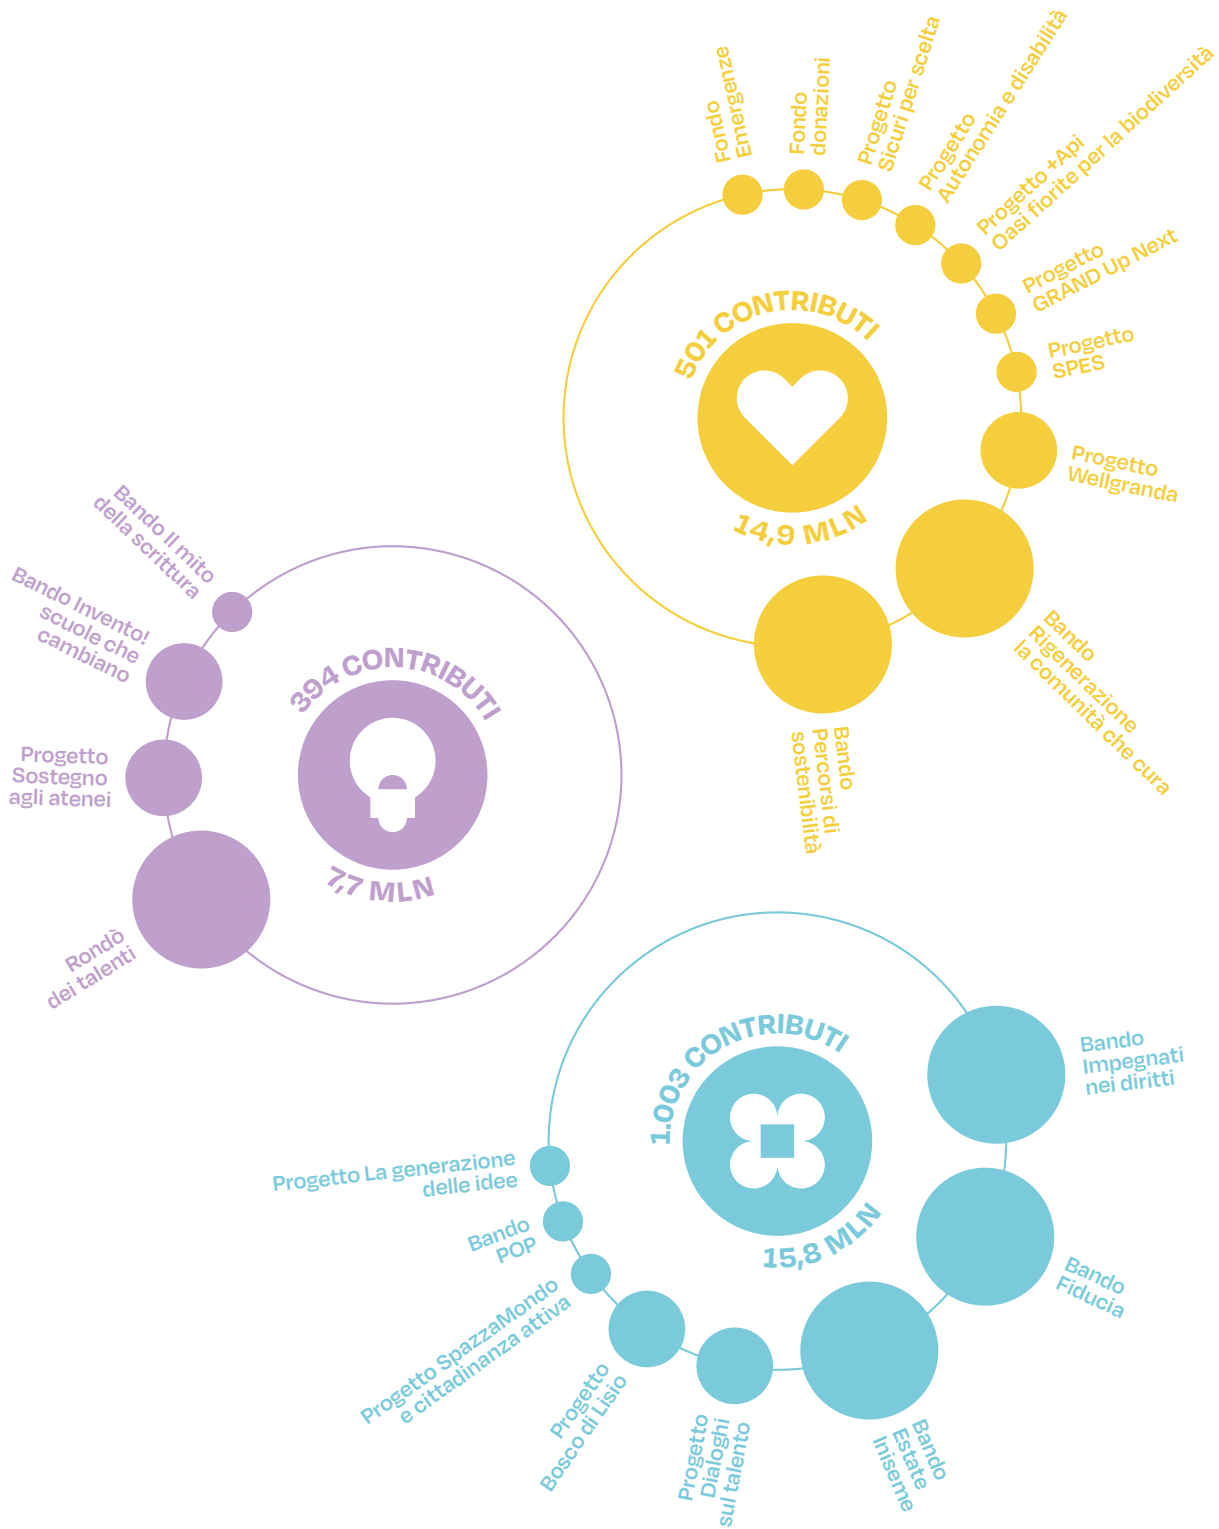 Fondo
Emergenze
Fondo
donazioni
Progetto
Sicuri per scelta
Progetto
Autonomia e disabilità
Progetto +Api
Oasi fiorite per la biodiversità
Progetto
GRAND Up Next
Progetto
SPES
Progetto
Wellgranda
Bando
Rigenerazione
la comunità che cura
Bando
Percorsi di
sostenibilità
501 CONTRIBUTI
14,9 MLN
Bando Il mito
della scrittura
Bando Invento!
scuole che
cambiano
Progetto
Sostegno
agli atenei
Rondò
dei talenti
394 CONTRIBUTI
7,7 MLN
1.003 CONTRIBUTI
15,8 MLN
Bando
Impegnati
nei diritti
Bando
Fiducia
Bando
Estate
Iniseme
Progetto
Dialoghi
sul talento
Progetto
Bosco di Lisio
Progetto SpazzaMondo
e cittadinanza attiva
Bando
POP
Progetto La generazione
delle idee